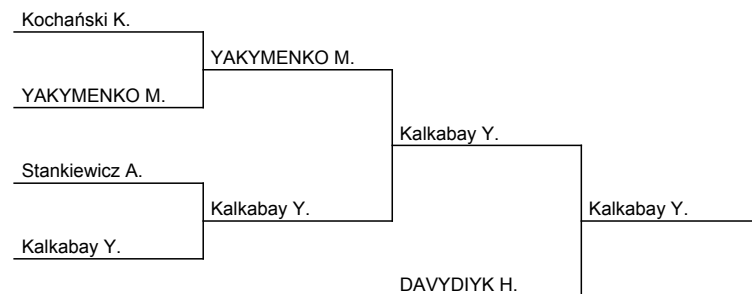 Kochański K.
YAKYMENKO M.
YAKYMENKO M.
Kalkabay Y.
Stankiewicz A.
Kalkabay Y.
Kalkabay Y.
Kalkabay Y.
DAVYDIYK H.